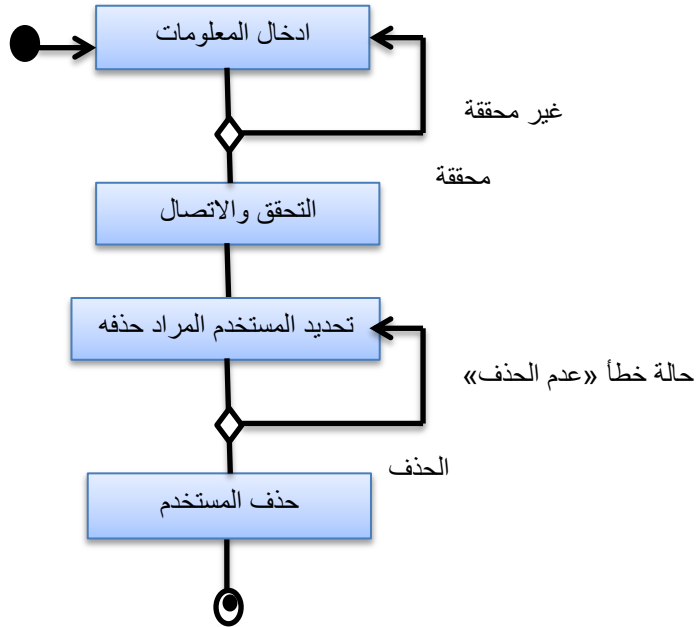 ادخال المعلومات
غير محققة
محققة
التحقق والاتصال
تحديد المستخدم المراد حذفه
حالة خطأ «عدم الحذف»
الحذف
حذف المستخدم